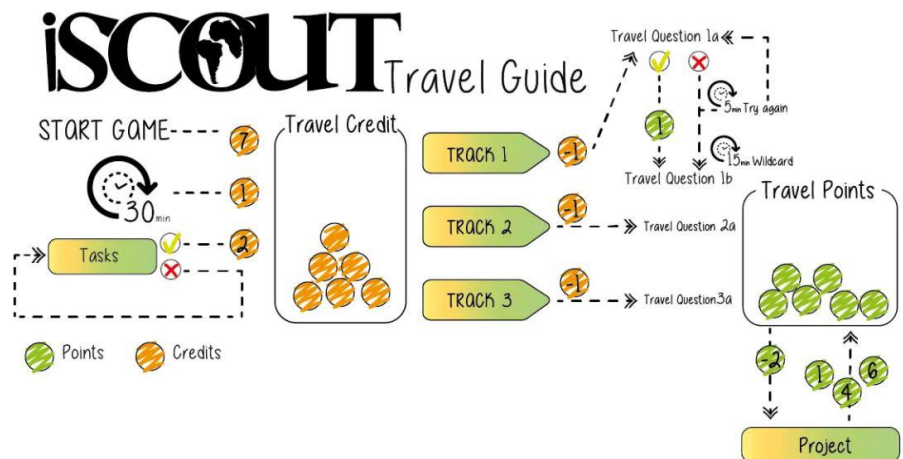 iSCOUT Travel Guide
START GAME
7
30min
1
Tasks
2
Points
Credits
Travel Credit
TRACK 1
-1
TRACK 2
-1
TRACK 3
-1
Travel Question 1a
5min Try again
1
15min Wildcard
Travel Question 1b
Travel Question 2a
Travel Question3a
Travel Points
-2
1
4
6
Project